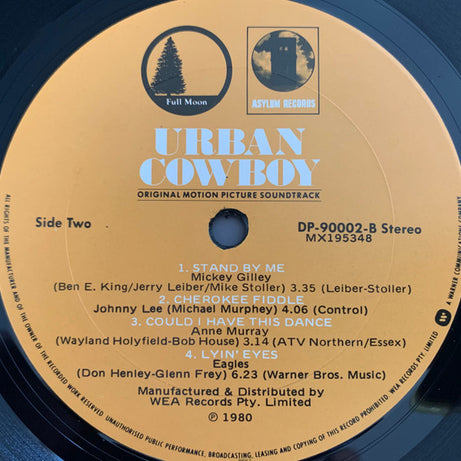 Full Moon
ASYLUM RECORDS
URBAN
COWBOY
ORIGINAL MOTION PICTURE SOUNDTRACK
Side Two
DP-90002-B Stereo
MX195348
1. STAND BY ME
Mickey Gilley
(Ben E. King/Jerry Leiber/Mike Stoller) 3.35 (Leiber-Stoller)
2. CHEROKEE FIDDLE
Johnny Lee (Michael Murphey) 4.06 (Control)
3. COULD I HAVE THIS DANCE
Anne Murray
(Wayland Holyfield-Bob House) 3.14 (ATV Northern/Essex)
4. LYIN' EYES
Eagles
(Don Henley-Glenn Frey) 6.23 (Warner Bros. Music)
Manufactured & Distributed by
WEA Records Pty. Limited
℗ 1980
ALL RIGHTS OF THE MANUFACTURER AND OF THE OWNER OF THE RECORDED WORK RESERVED. UNAUTHORISED PUBLIC PERFORMANCE, BROADCASTING, LEASING AND COPYING OF THIS RECORD PROHIBITED. WEA RECORDS PTY. LIMITED
A WARNER COMMUNICATIONS COMPANY